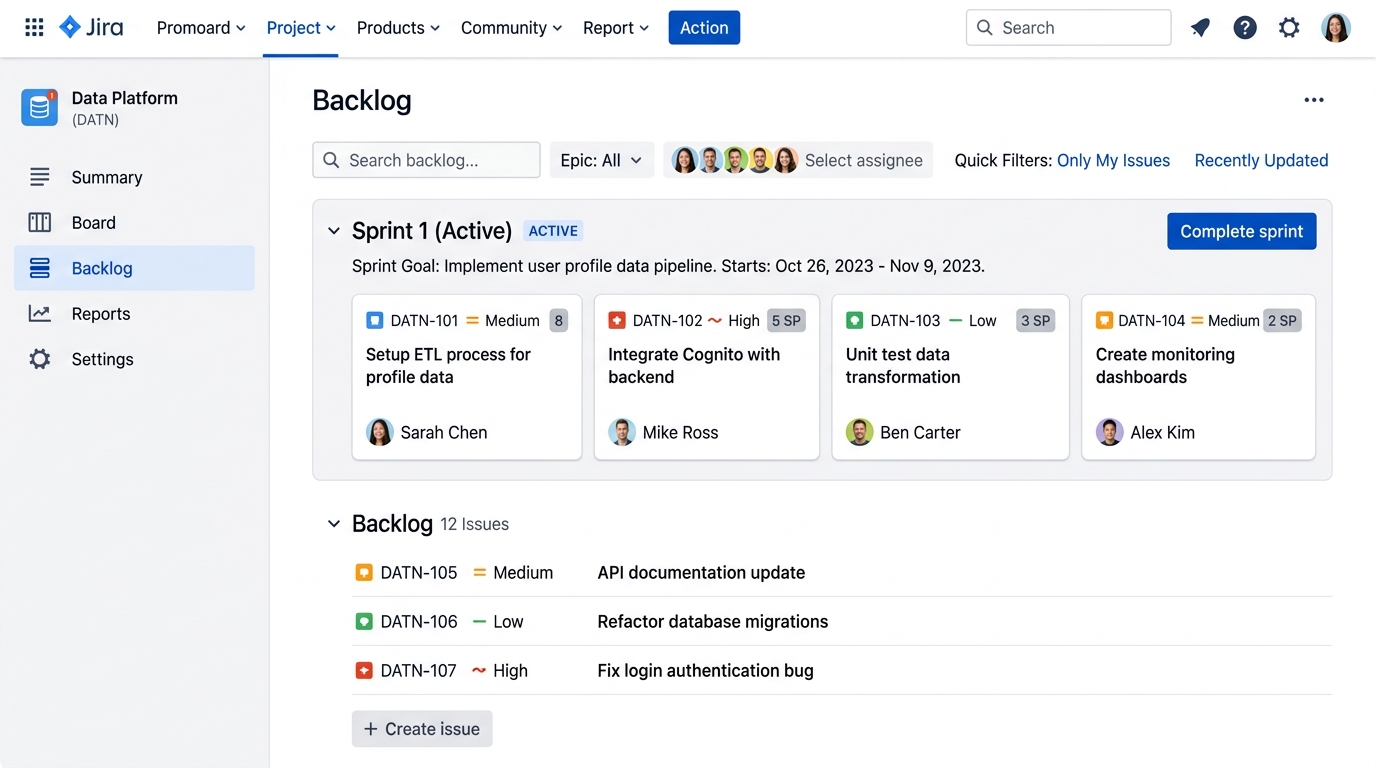 Jira Promoard Project Products Community Report Action Search ?
Data Platform
(DATN)
Summary
Board
Backlog
Reports
Settings
Backlog
Search backlog... Epic: All Select assignee Quick Filters: Only My Issues Recently Updated
Sprint 1 (Active) ACTIVE Complete sprint
Sprint Goal: Implement user profile data pipeline. Starts: Oct 26, 2023 - Nov 9, 2023.
DATN-101 Medium 8
Setup ETL process for
profile data
Sarah Chen
DATN-102 High 5 SP
Integrate Cognito with
backend
Mike Ross
DATN-103 Low 3 SP
Unit test data
transformation
Ben Carter
DATN-104 Medium 2 SP
Create monitoring
dashboards
Alex Kim
Backlog 12 Issues
DATN-105 Medium API documentation update
DATN-106 Low Refactor database migrations
DATN-107 High Fix login authentication bug
+ Create issue